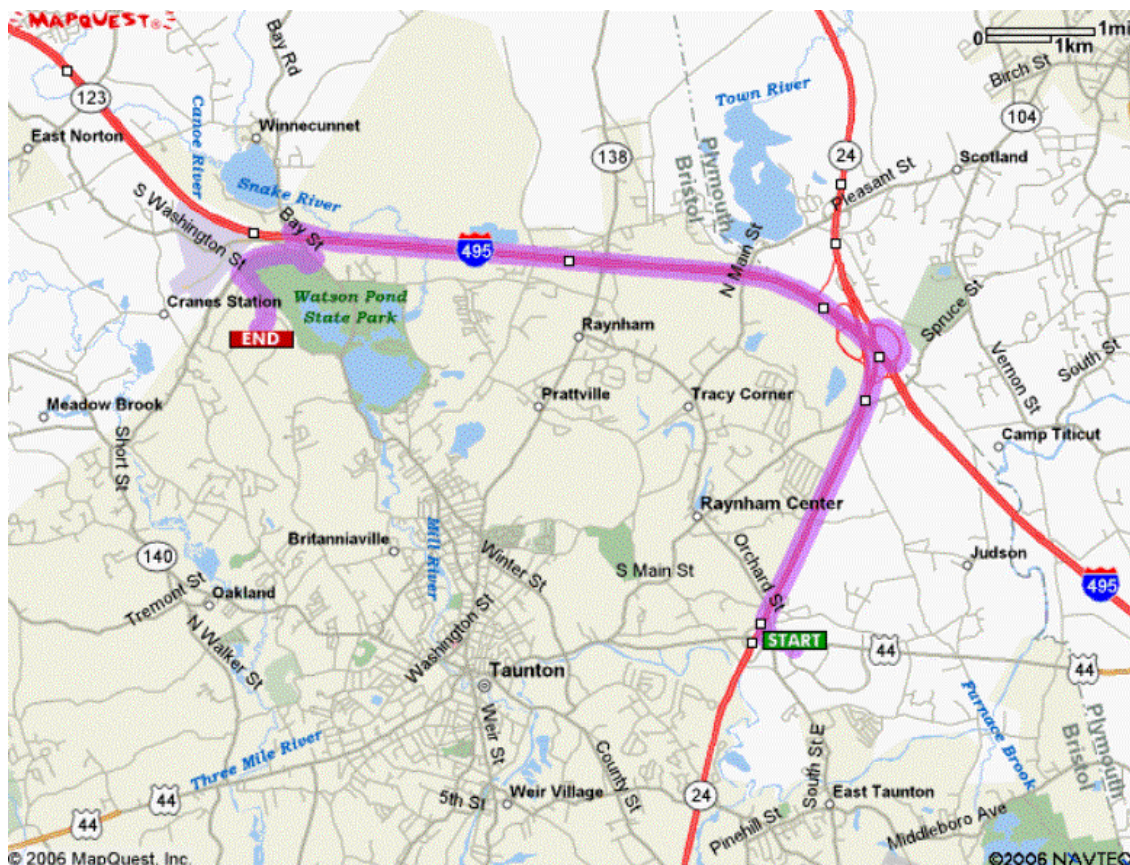 MAPQUEST®
Bay Rd
0 1mi
1km
Birch St
123
Canoe River
Winnecunnet
Town River
104
East Norton
138
24
Plymouth
Bristol
Scotland
Pleasant St
Snake River
S Washington St
Bay St
N Main St
495
Cranes Station
Watson Pond
State Park
Spruce St
END
Raynham
Vernon St
South St
Meadow Brook
Prattville
Tracy Corner
Camp Titicut
Short St
Raynham Center
Mill River
Britanniaville
Winter St
Orchard St
140
S Main St
Judson
495
Tremont St
Oakland
N Walker St
Washington St
START
44
44
Taunton
Furnace Brook
Weir St
Plymouth
Bristol
Three Mile River
County St
South St E
44
5th St
Weir Village
24
East Taunton
44
Pinehill St
Middleboro Ave
© 2006 MapQuest, Inc.
©2006 NAVTEQ